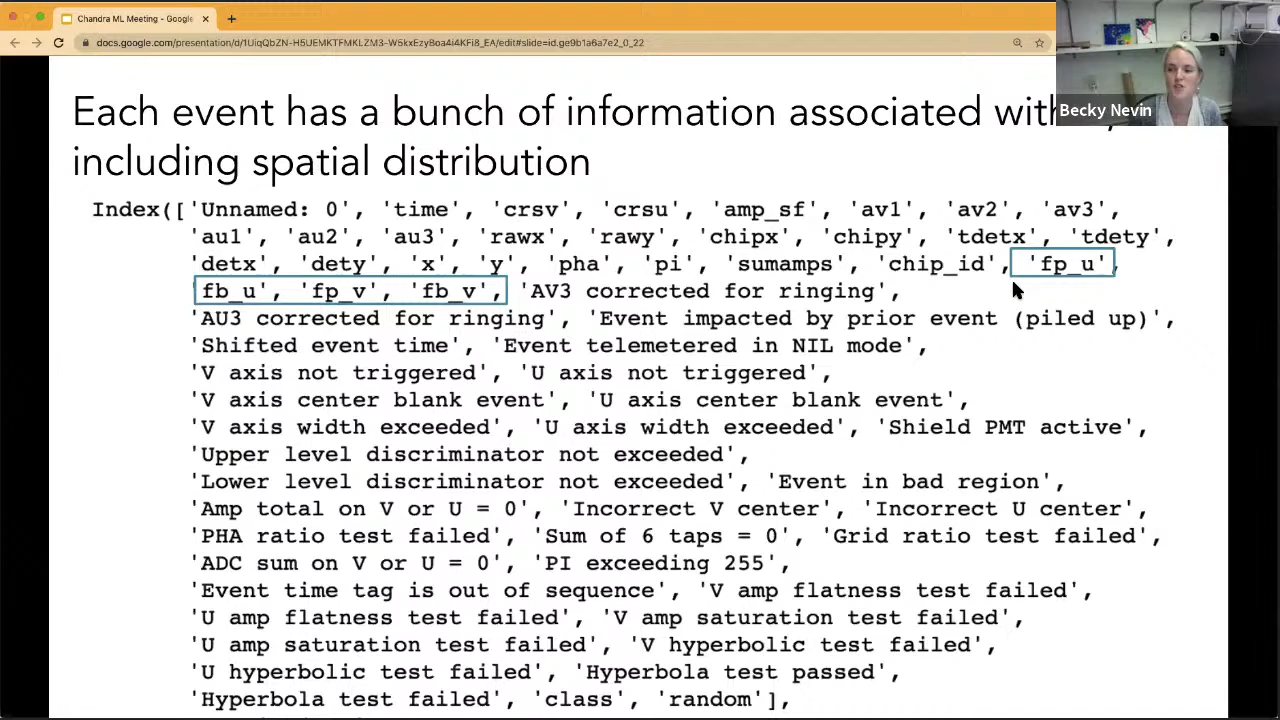 Chandra ML Meeting - Google
docs.google.com/presentation/d/1UiqQbZN-H5UEMKTFMKLZM3-W5kxEzy8oa4i4KFi8_EA/edit#slide=id.ge9b1a6a7e2_0_22
Becky Nevin
Each event has a bunch of information associated with
including spatial distribution
Index(['Unnamed: 0', 'time', 'crsv', 'crsu', 'amp_sf', 'av1', 'av2', 'av3',
'au1', 'au2', 'au3', 'rawx', 'rawy', 'chipx', 'chipy', 'tdetx', 'tdety',
'detx', 'dety', 'x', 'y', 'pha', 'pi', 'sumamps', 'chip_id', 'fp_u',
'fb_u', 'fp_v', 'fb_v', 'AV3 corrected for ringing',
'AU3 corrected for ringing', 'Event impacted by prior event (piled up)',
'Shifted event time', 'Event telemetered in NIL mode',
'V axis not triggered', 'U axis not triggered',
'V axis center blank event', 'U axis center blank event',
'V axis width exceeded', 'U axis width exceeded', 'Shield PMT active',
'Upper level discriminator not exceeded',
'Lower level discriminator not exceeded', 'Event in bad region',
'Amp total on V or U = 0', 'Incorrect V center', 'Incorrect U center',
'PHA ratio test failed', 'Sum of 6 taps = 0', 'Grid ratio test failed',
'ADC sum on V or U = 0', 'PI exceeding 255',
'Event time tag is out of sequence', 'V amp flatness test failed',
'U amp flatness test failed', 'V amp saturation test failed',
'U amp saturation test failed', 'V hyperbolic test failed',
'U hyperbolic test failed', 'Hyperbola test passed',
'Hyperbola test failed', 'class', 'random'],